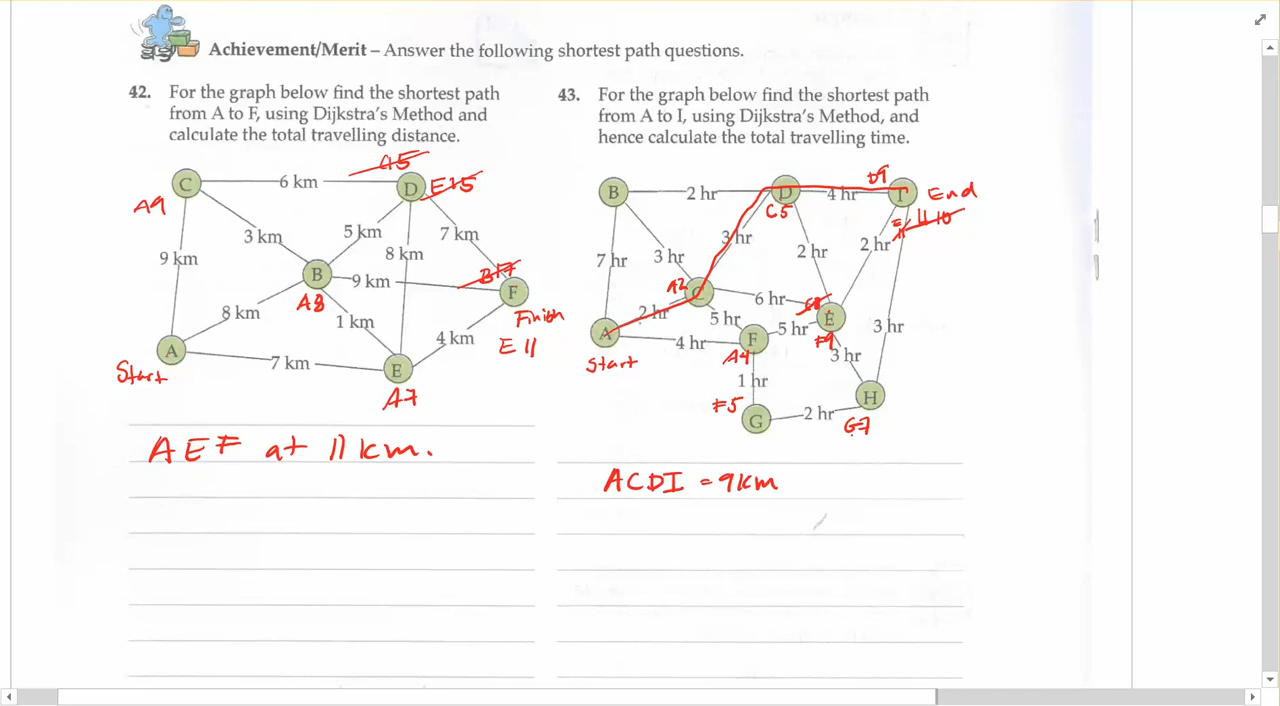 Achievement/Merit – Answer the following shortest path questions.
42. For the graph below find the shortest path
from A to F, using Dijkstra's Method and
calculate the total travelling distance.
C
6 km
D
E15
A9
3 km
5 km
8 km
7 km
9 km
B
A8
9 km
B17
F
Finish
E 11
8 km
1 km
4 km
A
Start
7 km
E
A7
AEF at 11 km.
43. For the graph below find the shortest path
from A to I, using Dijkstra's Method, and
hence calculate the total travelling time.
B
2 hr
D
C5
4 hr
D9
I
End
11
10
7 hr
3 hr
3 hr
2 hr
2 hr
A2
C
6 hr
E
F9
2 hr
5 hr
5 hr
3 hr
A
Start
4 hr
F
A4
3 hr
1 hr
F5
G
2 hr
H
G7
ACDI = 9km